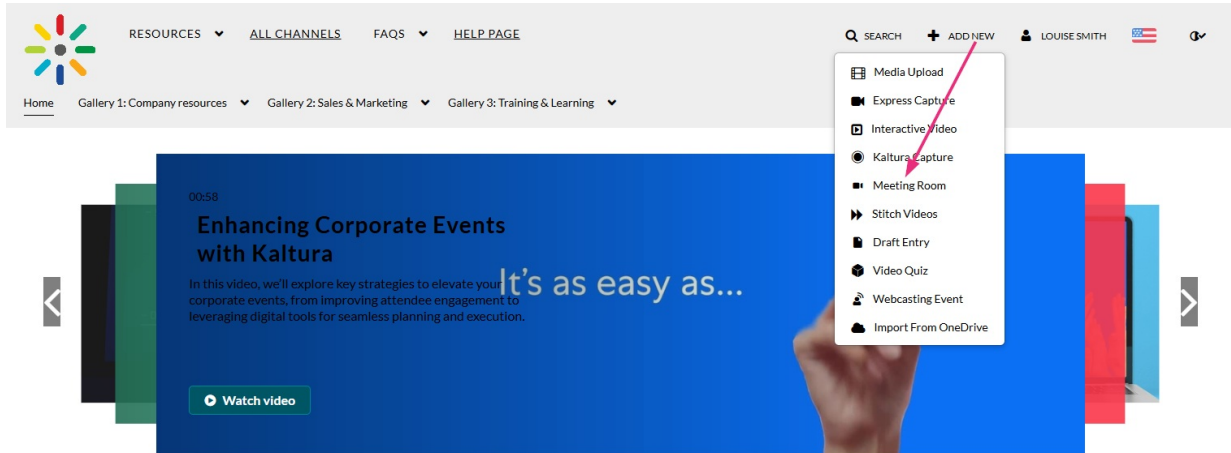 RESOURCES ALL CHANNELS FAQS HELP PAGE SEARCH ADD NEW LOUISE SMITH
Home Gallery 1: Company resources Gallery 2: Sales & Marketing Gallery 3: Training & Learning
Media Upload
Express Capture
Interactive Video
Kaltura Capture
Meeting Room
Stitch Videos
Draft Entry
Video Quiz
Webcasting Event
Import From OneDrive
00:58
Enhancing Corporate Events
with Kaltura
In this video, we'll explore key strategies to elevate your
corporate events, from improving attendee engagement to
leveraging digital tools for seamless planning and execution.
It's as easy as...
Watch video